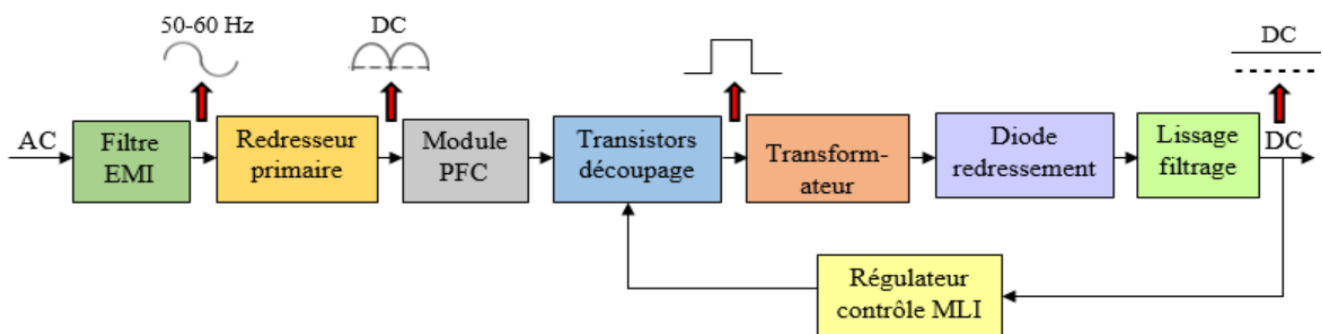 50-60 Hz
DC
DC
AC
Filtre
EMI
Redresseur
primaire
Module
PFC
Transistors
découpage
Transform-
ateur
Diode
redressement
Lissage
filtrage
DC
Régulateur
contrôle MLI